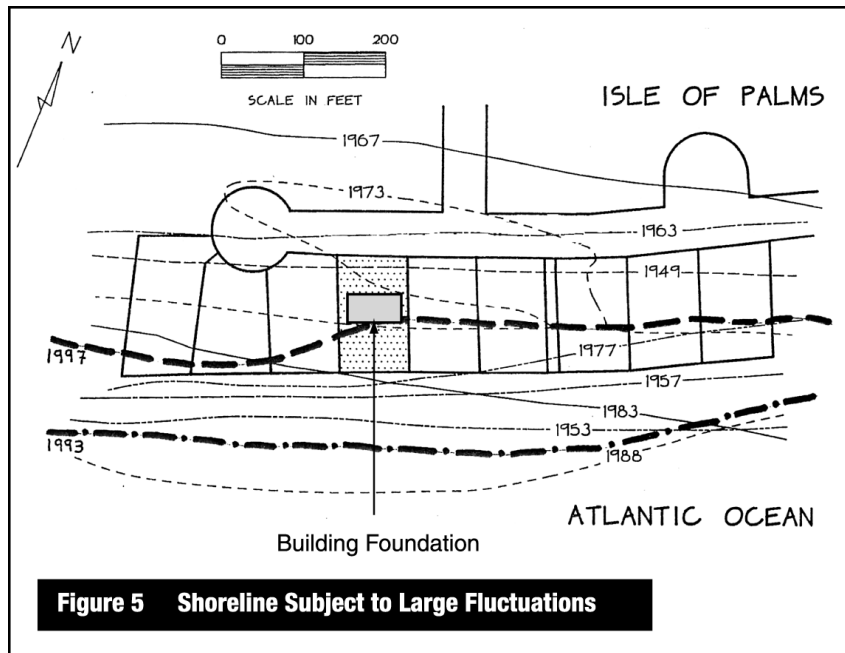 N
0 100 200
SCALE IN FEET
ISLE OF PALMS
1967
1973
1963
1949
1977
1997
1957
1983
1953
1993
1988
ATLANTIC OCEAN
Building Foundation
Figure 5 Shoreline Subject to Large Fluctuations